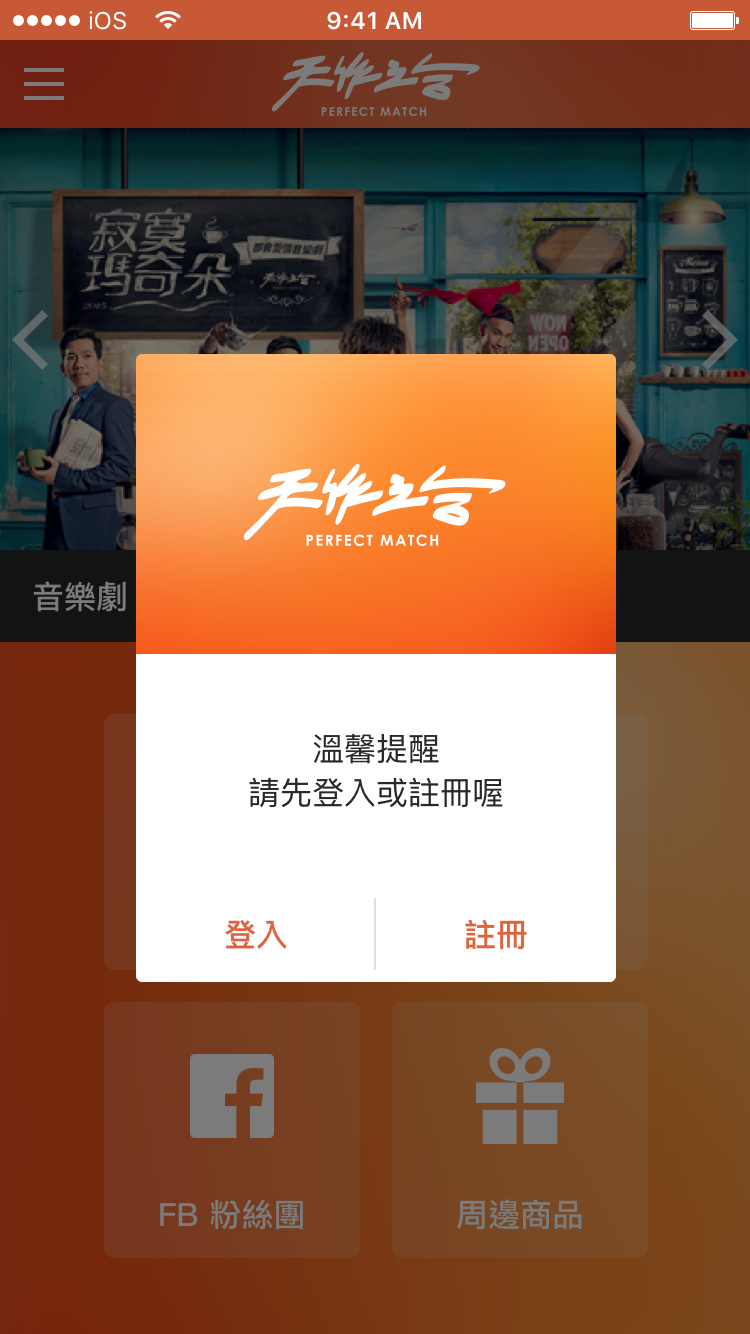 iOS
9:41 AM
天作之合
PERFECT MATCH
寂寞
瑪奇朵
都會愛情音樂劇
天作之合
2015
NOW
OPEN
Menu
音樂劇
天作之合
PERFECT MATCH
溫馨提醒
請先登入或註冊喔
登入
註冊
FB 粉絲團
周邊商品